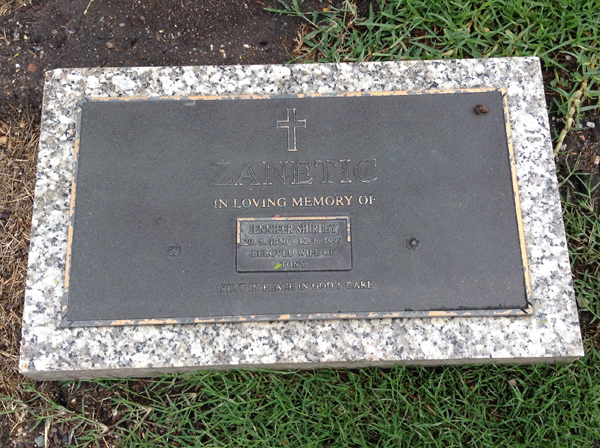 ZANETIC
IN LOVING MEMORY OF
JENNIFER SHIRLEY
BELOVED WIFE OF
TONY
REST IN PEACE IN GOD'S CARE